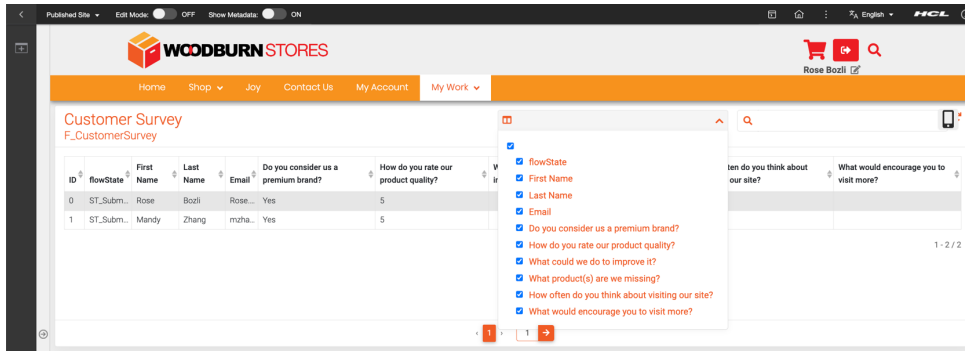 Published Site
Edit Mode: OFF
Show Metadata: ON
English
HCL
WOODBURN STORES
Rose Bozli
Home Shop Joy Contact Us My Account My Work
Customer Survey
F_CustomerSurvey
ID flowState First Name Last Name Email Do you consider us a premium brand? How do you rate our product quality? ten do you think about our site? What would encourage you to visit more?
0 ST_Subm... Rose Bozli Rose... Yes 5
1 ST_Subm... Mandy Zhang mzha... Yes 5
flowState
First Name
Last Name
Email
Do you consider us a premium brand?
How do you rate our product quality?
What could we do to improve it?
What product(s) are we missing?
How often do you think about visiting our site?
What would encourage you to visit more?
1 - 2 / 2
1 1